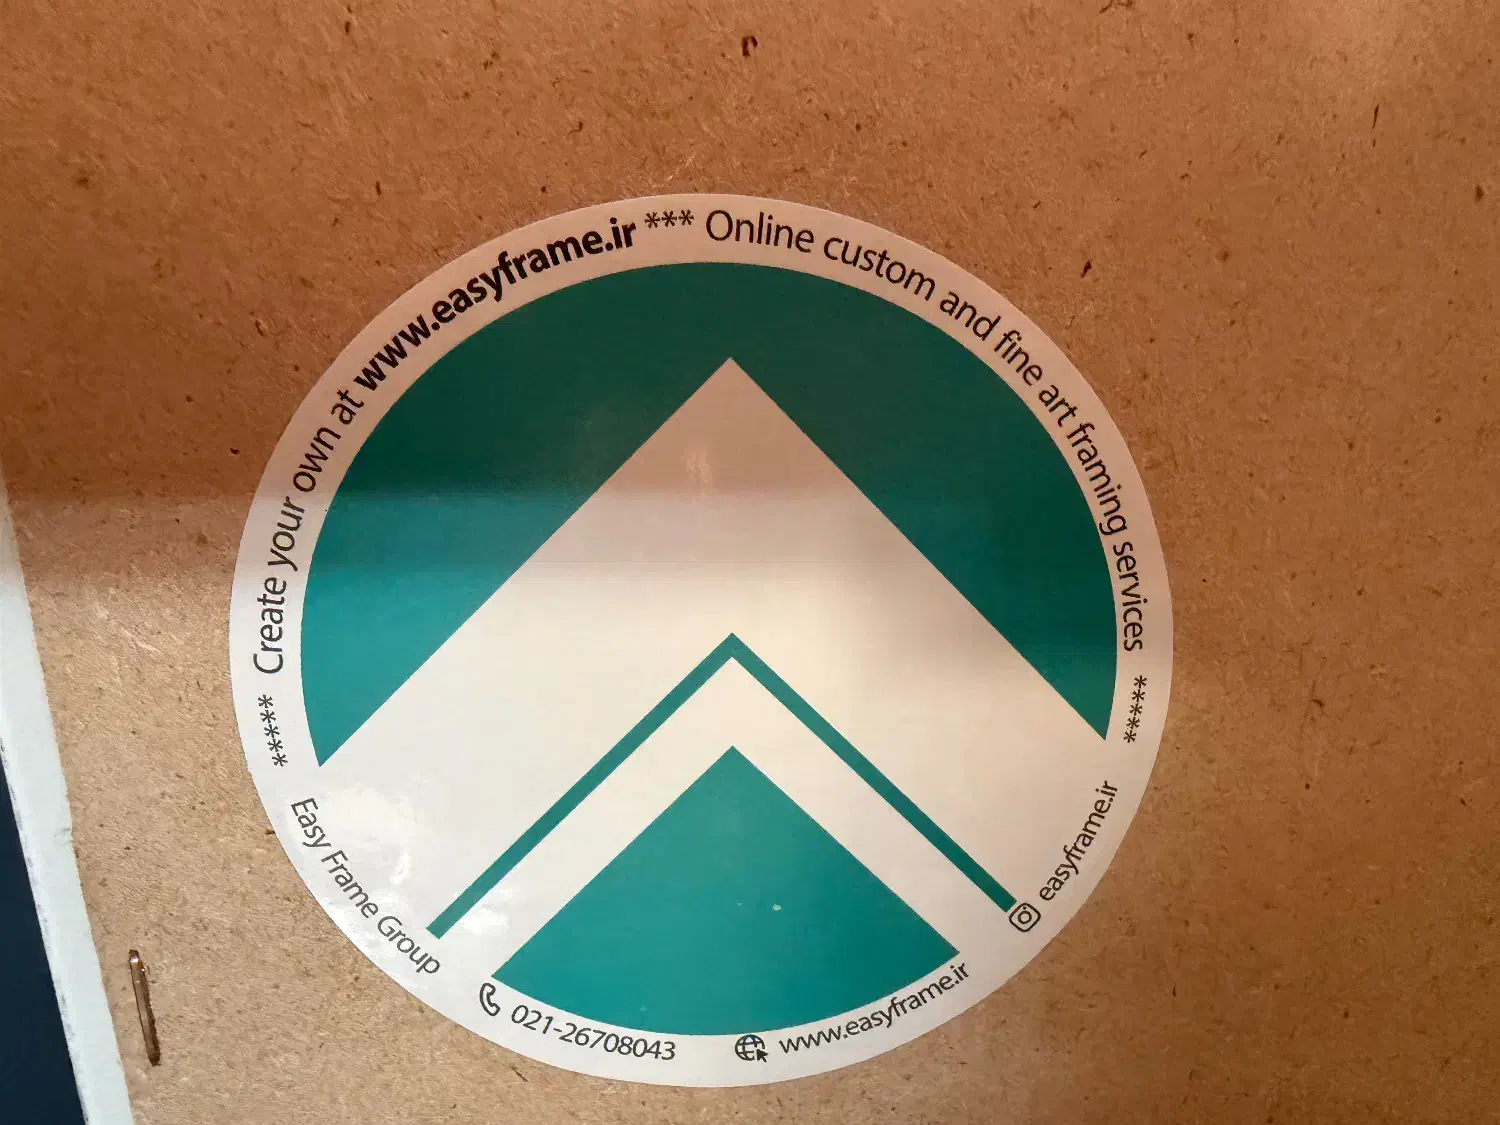 ***** Create your own at www.easyframe.ir *** Online custom and fine art framing services *****
Easy Frame Group
021-26708043
www.easyframe.ir
easyframe.ir